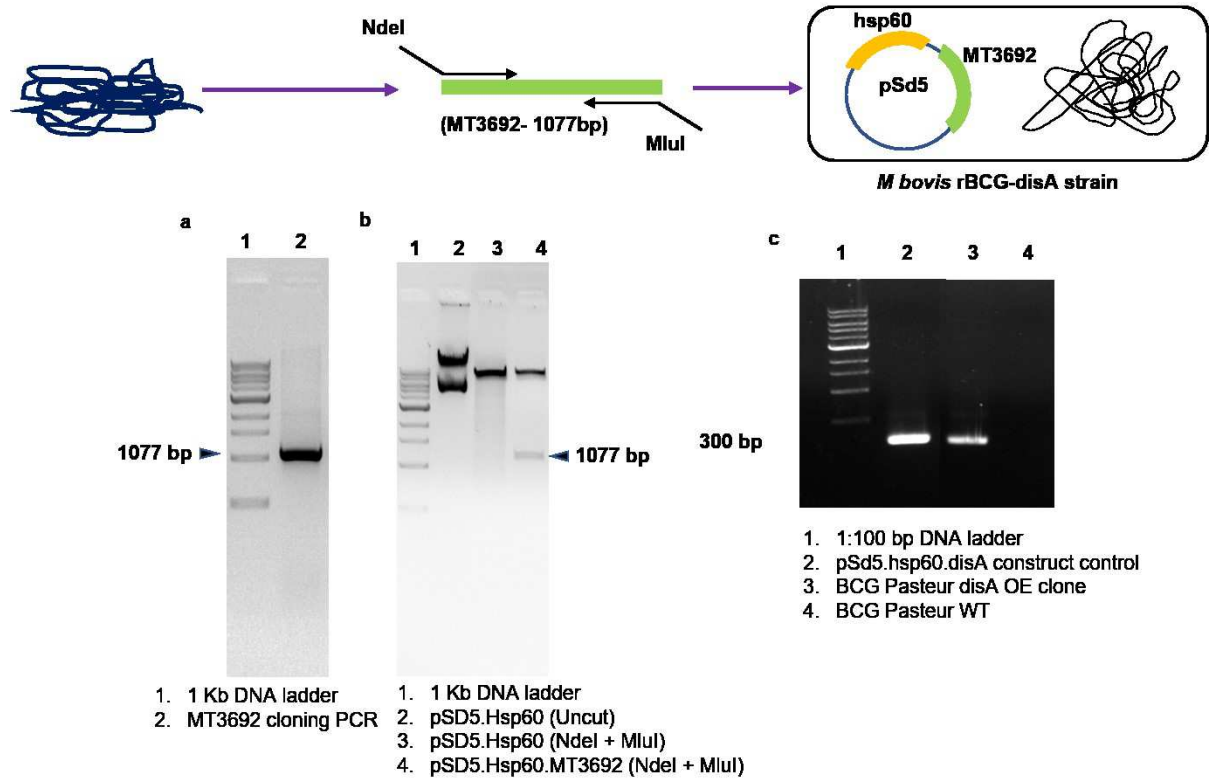 NdeI
(MT3692- 1077bp)
MluI
hsp60
MT3692
pSd5
M bovis rBCG-disA strain
a
1 2
1077 bp
1. 1 Kb DNA ladder
2. MT3692 cloning PCR
b
1 2 3 4
1077 bp
1. 1 Kb DNA ladder
2. pSD5.Hsp60 (Uncut)
3. pSD5.Hsp60 (NdeI + MluI)
4. pSD5.Hsp60.MT3692 (NdeI + MluI)
c
1 2 3 4
300 bp
1. 1:100 bp DNA ladder
2. pSd5.hsp60.disA construct control
3. BCG Pasteur disA OE clone
4. BCG Pasteur WT